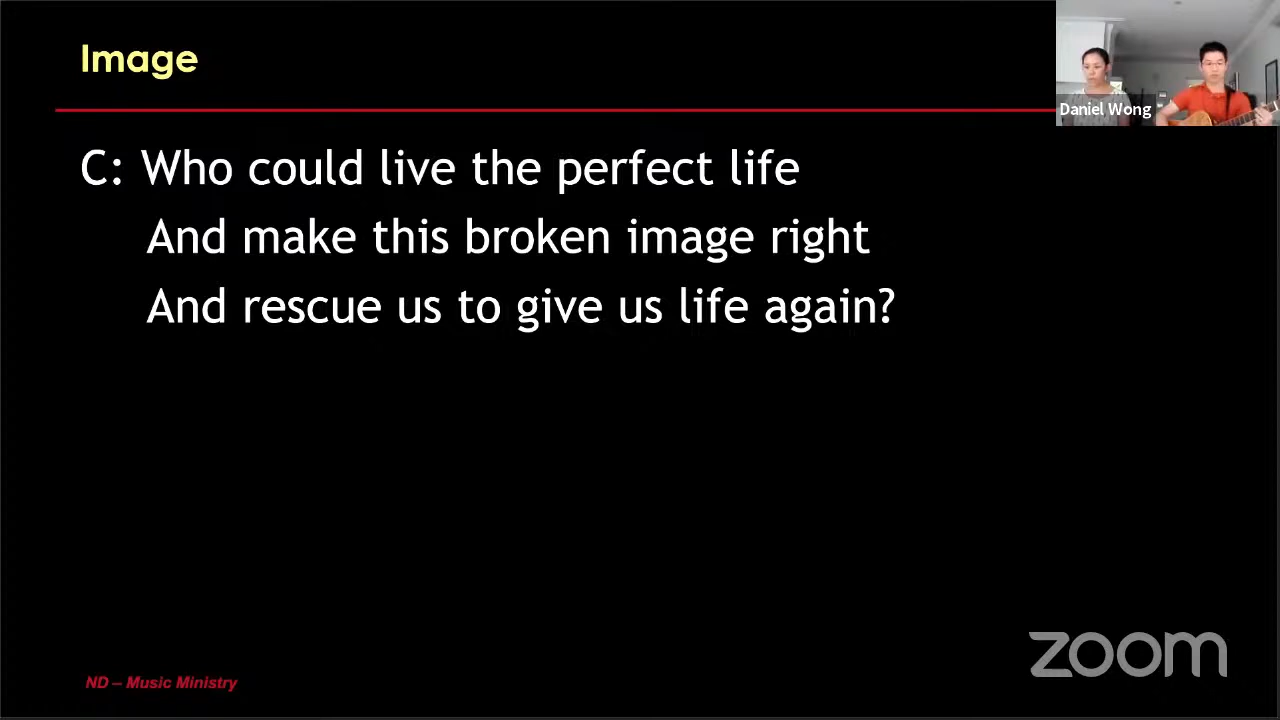 Image
Daniel Wong
C: Who could live the perfect life
And make this broken image right
And rescue us to give us life again?
zoom
ND – Music Ministry